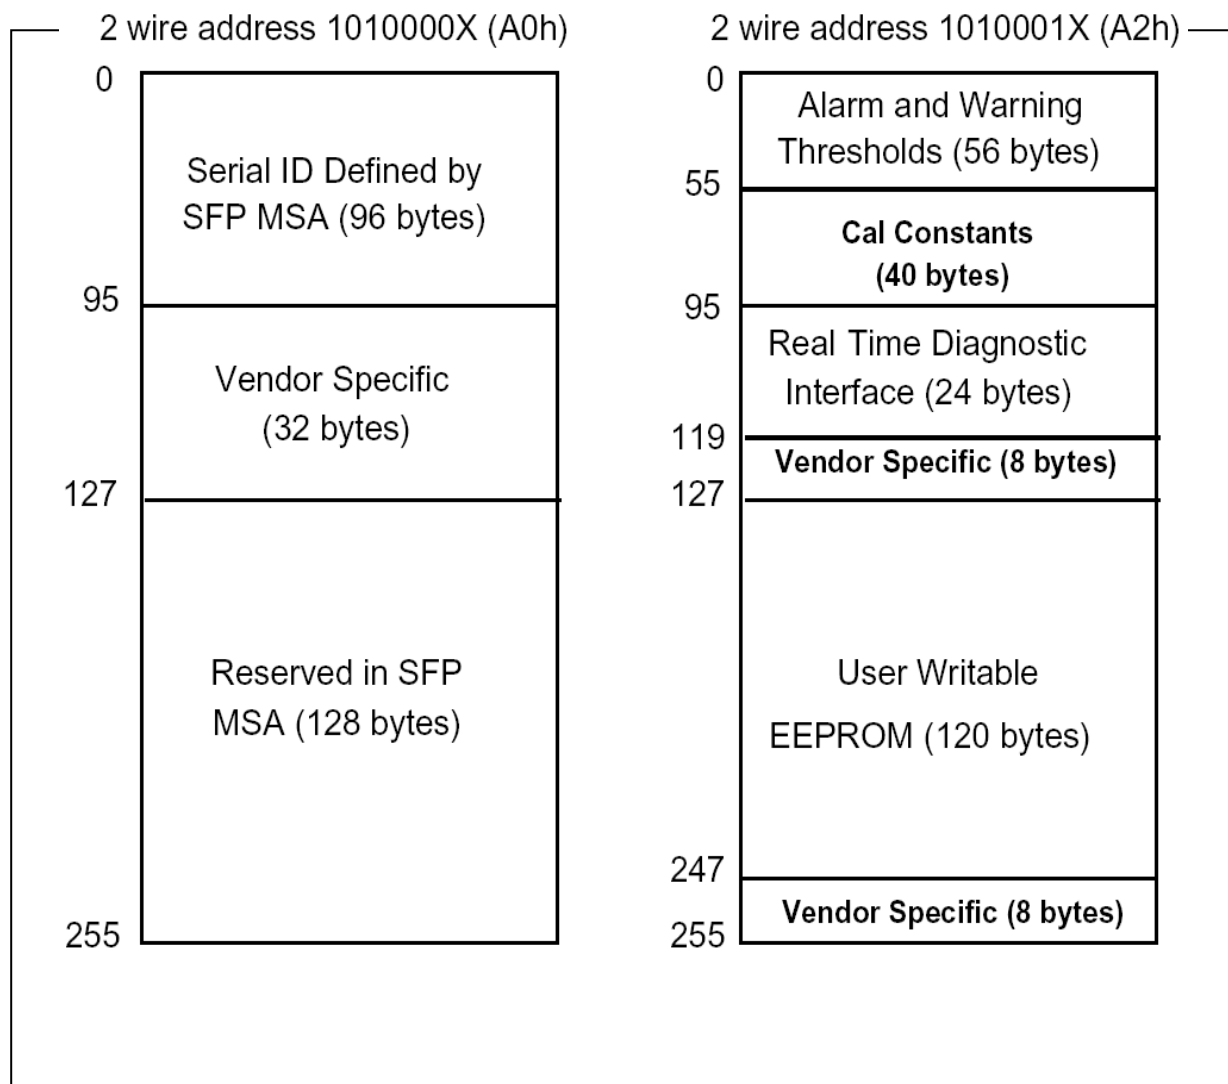 2 wire address 1010000X (A0h)
0
Serial ID Defined by
SFP MSA (96 bytes)
95
Vendor Specific
(32 bytes)
127
Reserved in SFP
MSA (128 bytes)
255
2 wire address 1010001X (A2h)
0
Alarm and Warning
Thresholds (56 bytes)
55
Cal Constants
(40 bytes)
95
Real Time Diagnostic
Interface (24 bytes)
119
Vendor Specific (8 bytes)
127
User Writable
EEPROM (120 bytes)
247
Vendor Specific (8 bytes)
255